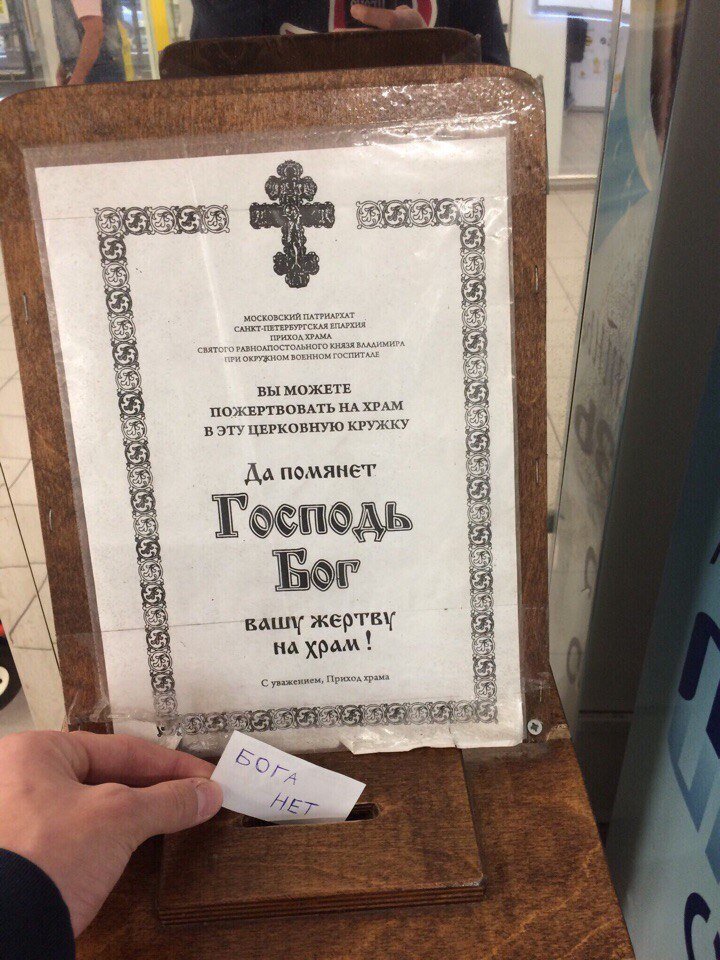 МОСКОВСКИЙ ПАТРИАРХАТ
САНКТ-ПЕТЕРБУРГСКАЯ ЕПАРХИЯ
ПРИХОД ХРАМА
СВЯТОГО РАВНОАПОСТОЛЬНОГО КНЯЗЯ ВЛАДИМИРА
ПРИ ОКРУЖНОМ ВОЕННОМ ГОСПИТАЛЕ
ВЫ МОЖЕТЕ
ПОЖЕРТВОВАТЬ НА ХРАМ
В ЭТУ ЦЕРКОВНУЮ КРУЖКУ
Да помянет
Господь
Бог
вашу жертву
на храм !
С уважением, Приход храма
БОГА
НЕТ